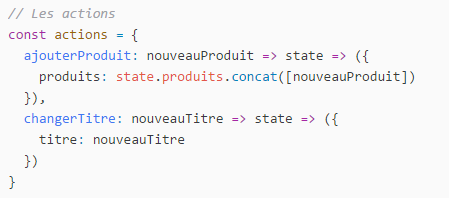 // Les actions
const actions = {
  ajouterProduit: nouveauProduit => state => ({
    produits: state.produits.concat([nouveauProduit])
  }),
  changerTitre: nouveauTitre => state => ({
    titre: nouveauTitre
  })
}